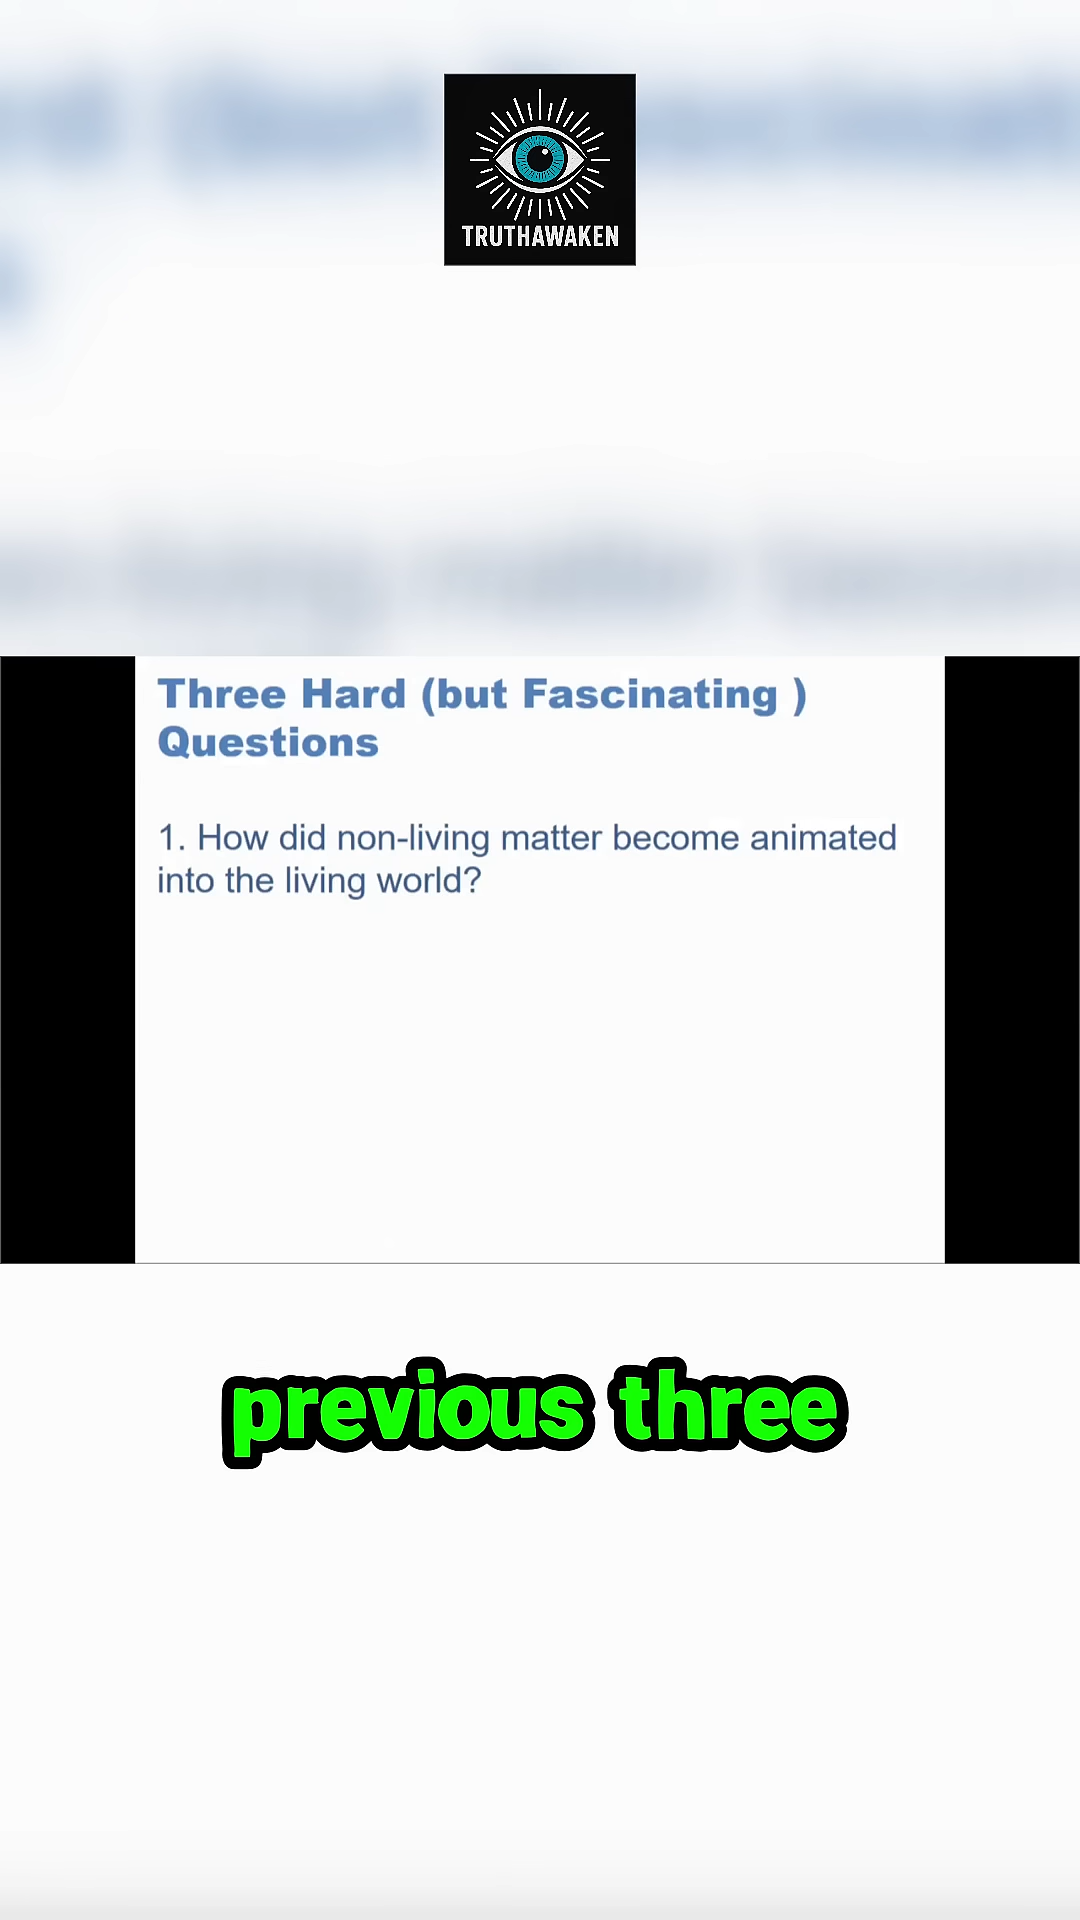 TRUTHAWAKEN
Three Hard (but Fascinating )
Questions
1. How did non-living matter become animated
into the living world?
previous three